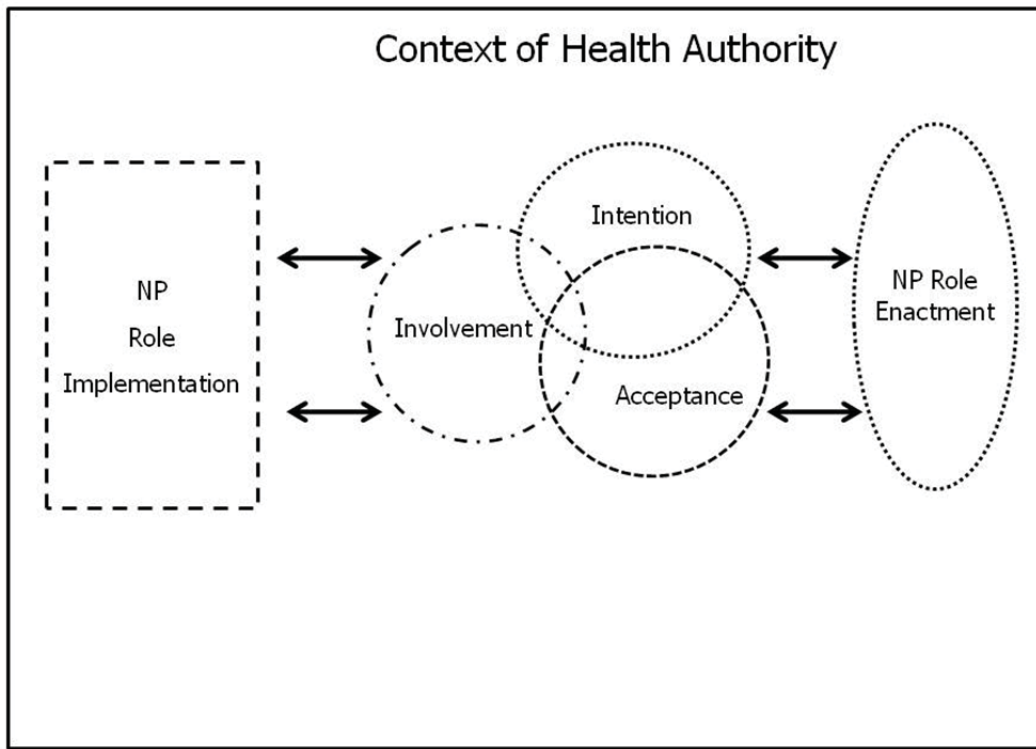 Context of Health Authority
NP
Role
Implementation
Involvement
Intention
Acceptance
NP Role
Enactment